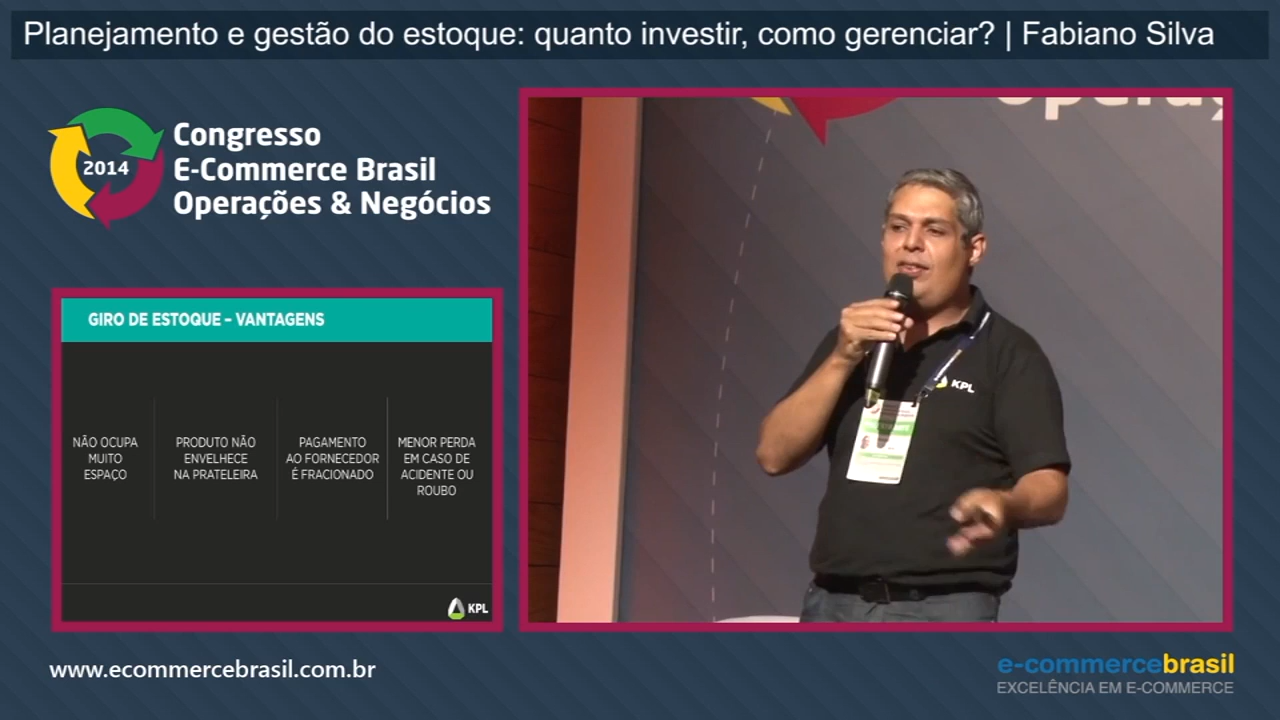 Planejamento e gestão do estoque: quanto investir, como gerenciar? | Fabiano Silva
2014
Congresso
E-Commerce Brasil
Operações & Negócios
GIRO DE ESTOQUE – VANTAGENS
NÃO OCUPA
MUITO
ESPAÇO
PRODUTO NÃO
ENVELHECE
NA PRATELEIRA
PAGAMENTO
AO FORNECEDOR
É FRACIONADO
MENOR PERDA
EM CASO DE
ACIDENTE OU
ROUBO
KPL
KPL
www.ecommercebrasil.com.br
e-commercebrasil
EXCELÊNCIA EM E-COMMERCE